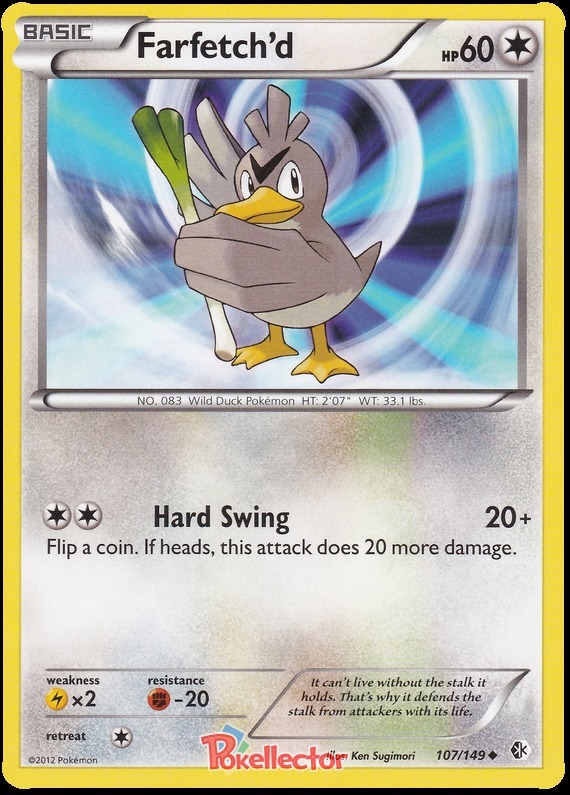 BASIC
Farfetch'd
HP60
NO. 083 Wild Duck Pokémon HT: 2'07" WT: 33.1 lbs.
Hard Swing 20+
Flip a coin. If heads, this attack does 20 more damage.
weakness resistance
×2 -20
It can't live without the stalk it
holds. That's why it defends the
stalk from attackers with its life.
retreat
©2012 Pokémon
Pokellector
Illus. Ken Sugimori 107/149